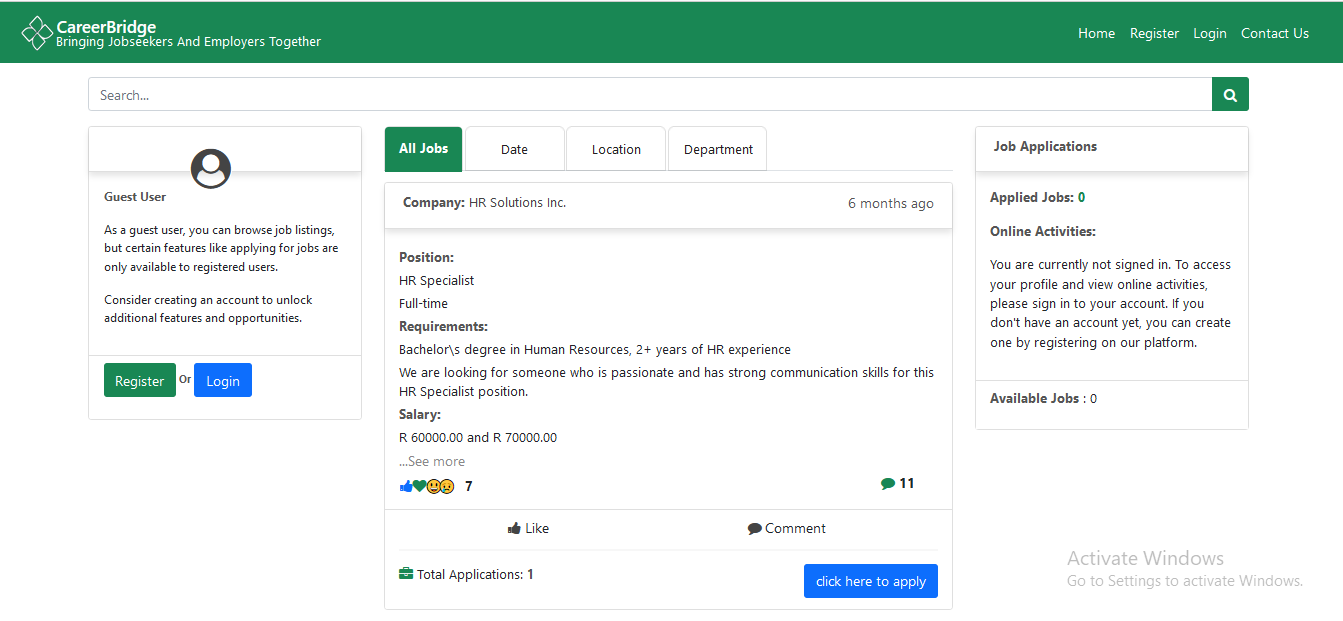 CareerBridge
Bringing Jobseekers And Employers Together
Home Register Login Contact Us
Search...
Guest User
As a guest user, you can browse job listings,
but certain features like applying for jobs are
only available to registered users.
Consider creating an account to unlock
additional features and opportunities.
Register Or Login
All Jobs Date Location Department
Company: HR Solutions Inc. 6 months ago
Position:
HR Specialist
Full-time
Requirements:
Bachelor\s degree in Human Resources, 2+ years of HR experience
We are looking for someone who is passionate and has strong communication skills for this
HR Specialist position.
Salary:
R 60000.00 and R 70000.00
...See more
7 11
Like Comment
Total Applications: 1 click here to apply
Job Applications
Applied Jobs: 0
Online Activities:
You are currently not signed in. To access
your profile and view online activities,
please sign in to your account. If you
don't have an account yet, you can create
one by registering on our platform.
Available Jobs : 0
Activate Windows
Go to Settings to activate Windows.